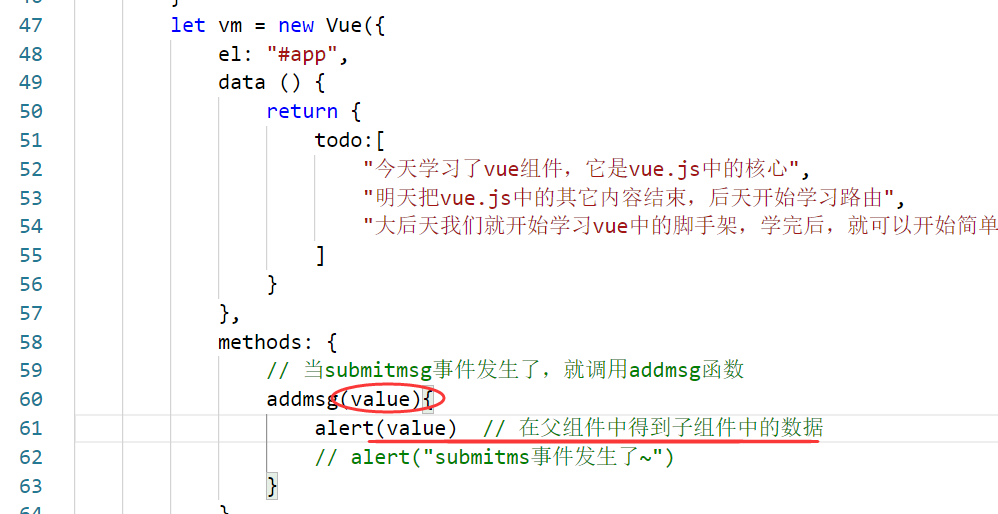 47 let vm = new Vue({
48 el: "#app",
49 data () {
50 return {
51 todo:[
52 "今天学习了vue组件，它是vue.js中的核心",
53 "明天把vue.js中的其它内容结束，后天开始学习路由",
54 "大后天我们就开始学习vue中的脚手架，学完后，就可以开始简单
55 ]
56 }
57 },
58 methods: {
59 // 当submitmsg事件发生了，就调用addmsg函数
60 addmsg(value){
61 alert(value) // 在父组件中得到子组件中的数据
62 // alert("submitms事件发生了~")
63 }
64 }